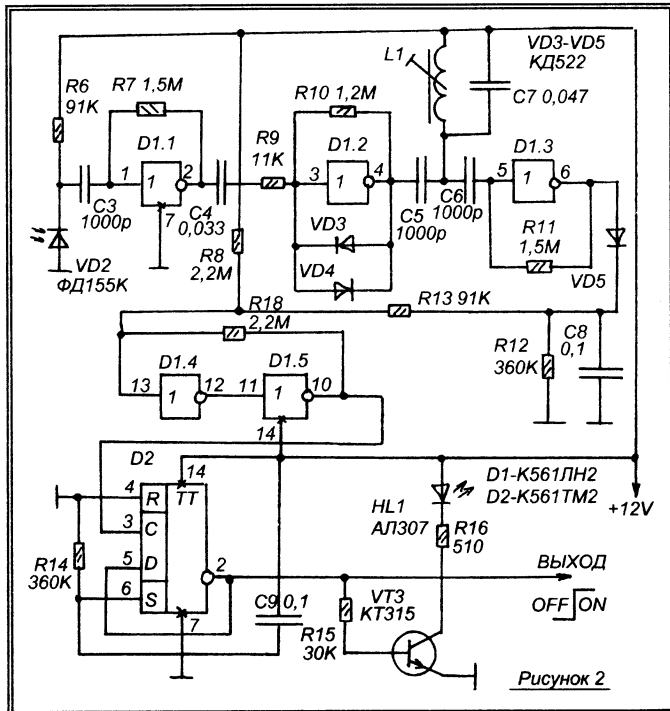 VD3-VD5
КД522
L1
R6
91K
R7 1,5M
R10 1,2M
C7 0,047
D1.1
R9
11K
D1.2
D1.3
1
1
2
3
1
4
5
1
6
C3
1000p
7
C4
0,033
C5
1000p
C6
1000p
R11
1,5M
VD3
VD4
VD5
VD2
ФД155К
R8
2,2M
R18
2,2M
R13 91K
R12
360K
C8
0,1
D1.4
D1.5
13
1
12
11
1
10
14
D2
14
4
R
TT
3
C
5
D
6
S
2
7
R14
360K
HL1
АЛ307
R16
510
D1-К561ЛН2
D2-К561ТМ2
+12V
C9 0,1
R15
30K
VT3
КТ315
ВЫХОД
OFF ON
Рисунок 2